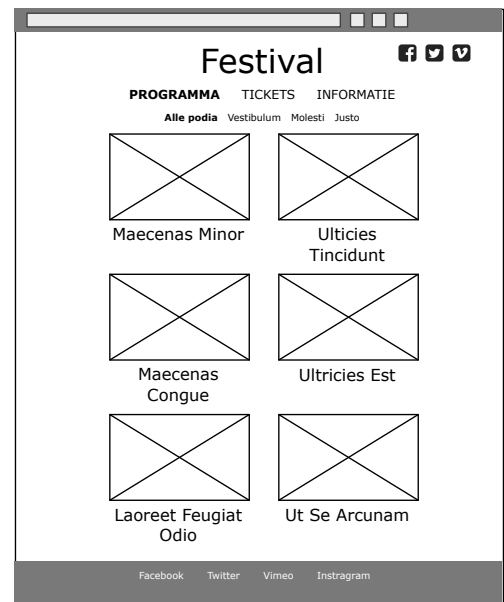 Festival
PROGRAMMA TICKETS INFORMATIE
Alle podia Vestibulum Molesti Justo
Maecenas Minor
Ulticies
Tincidunt
Maecenas
Congue
Ultricies Est
Laoreet Feugiat
Odio
Ut Se Arcunam
Facebook Twitter Vimeo Instragram